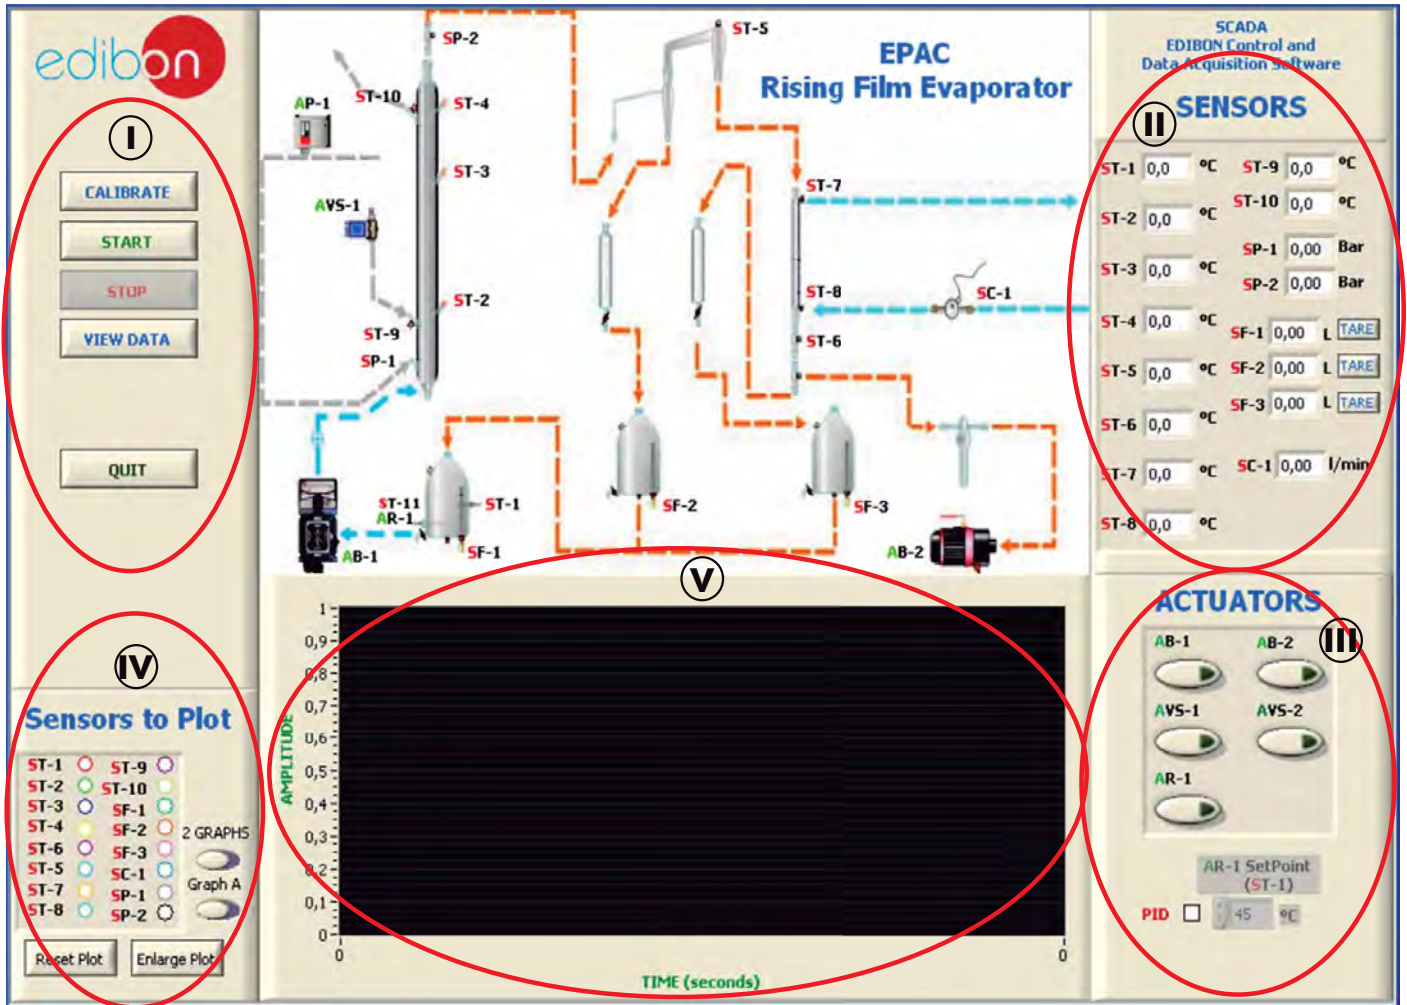 edibon
I
CALIBRATE
START
STOP
VIEW DATA
QUIT
EPAC
Rising Film Evaporator
SP-2
ST-5
ST-10
ST-4
AP-1
ST-3
AVS-1
ST-7
ST-2
ST-8
SC-1
ST-9
ST-6
SP-1
ST-11
ST-1
AR-1
SF-2
SF-3
AB-1
SF-1
AB-2
SCADA
EDIBON Control and
Data Acquisition Software
II
SENSORS
ST-1 0,0 ºC
ST-2 0,0 ºC
ST-3 0,0 ºC
ST-4 0,0 ºC
ST-5 0,0 ºC
ST-6 0,0 ºC
ST-7 0,0 ºC
ST-8 0,0 ºC
ST-9 0,0 ºC
ST-10 0,0 ºC
SP-1 0,00 Bar
SP-2 0,00 Bar
SF-1 0,00 L TARE
SF-2 0,00 L TARE
SF-3 0,00 L TARE
SC-1 0,00 l/min
IV
Sensors to Plot
ST-1
ST-2
ST-3
ST-4
ST-6
ST-5
ST-7
ST-8
ST-9
ST-10
SF-1
SF-2
SF-3
SC-1
SP-1
SP-2
2 GRAPHS
Graph A
Reset Plot
Enlarge Plot
V
AMPLITUDE
1
0,9
0,8
0,7
0,6
0,5
0,4
0,3
0,2
0,1
0
0
0
TIME (seconds)
ACTUATORS
III
AB-1
AB-2
AVS-1
AVS-2
AR-1
AR-1 SetPoint
(ST-1)
PID 45 ºC